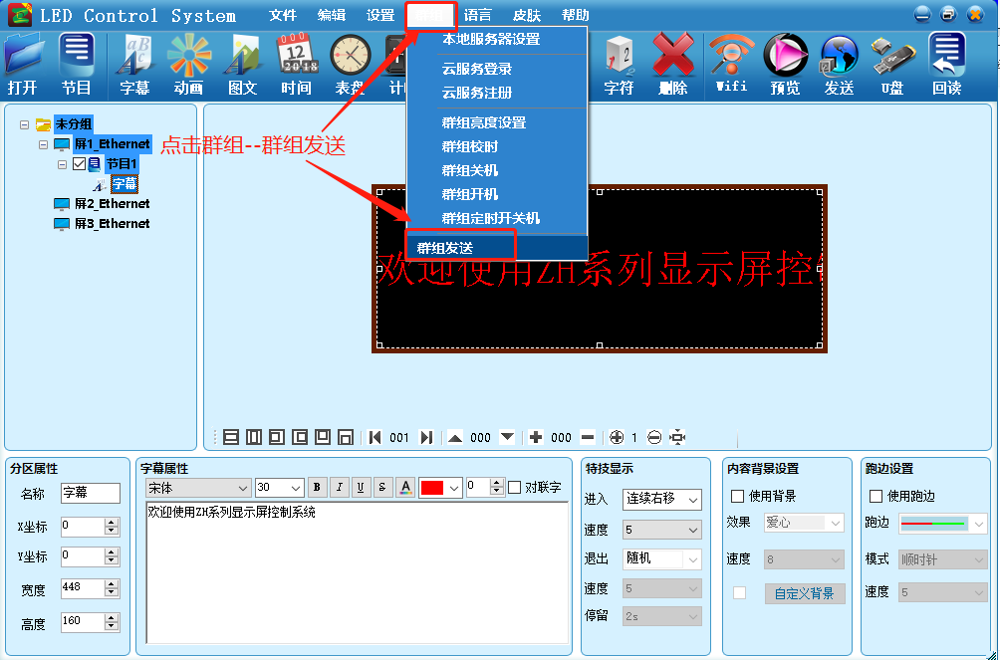 LED Control System 文件 编辑 设置 群组 语言 皮肤 帮助
打开 节目 字幕 动画 图文 时间 表盘 计 字符 删除 Wifi 预览 发送 U盘 回读
本地服务器设置
云服务登录
云服务注册
群组亮度设置
群组校时
群组关机
群组开机
群组定时开关机
群组发送
未分组
屏1_Ethernet
节目1
字幕
屏2_Ethernet
屏3_Ethernet
点击群组--群组发送
欢迎使用ZH系列显示屏控制
001 000 000 1
分区属性
名称 字幕
X坐标 0
Y坐标 0
宽度 448
高度 160
字幕属性
宋体 30 B I U S A 0 对联字
欢迎使用ZH系列显示屏控制系统
特技显示
进入 连续右移
速度 5
退出 随机
速度 5
停留 2s
内容背景设置
使用背景
效果 爱心
速度 8
自定义背景
跑边设置
使用跑边
跑边
模式 顺时针
速度 5